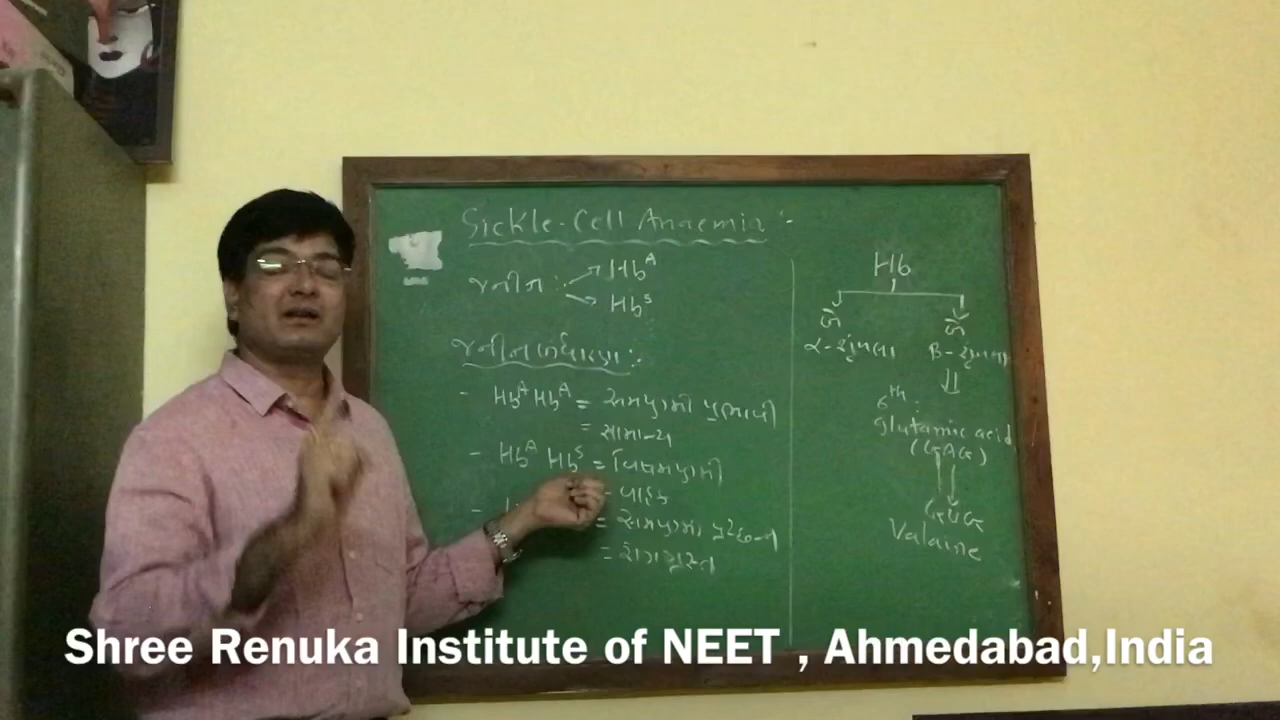 Sickle-Cell Anaemia :-
જનીન :
Hb^A
Hb^S
જનીન બંધારણ :
- Hb^A Hb^A = સમયુગ્મી પ્રભાવી
= સામાન્ય
- Hb^A Hb^S = વિષમયુગ્મી
- વાહક
- = સમયુગ્મી પ્રચ્છન્ન
= રોગગ્રસ્ત
Hb
બે બે
α-શૃંખલા β-શૃંખલા
6th :
Glutamic acid
(GAG)
GUG
Valaine
Shree Renuka Institute of NEET , Ahmedabad,India